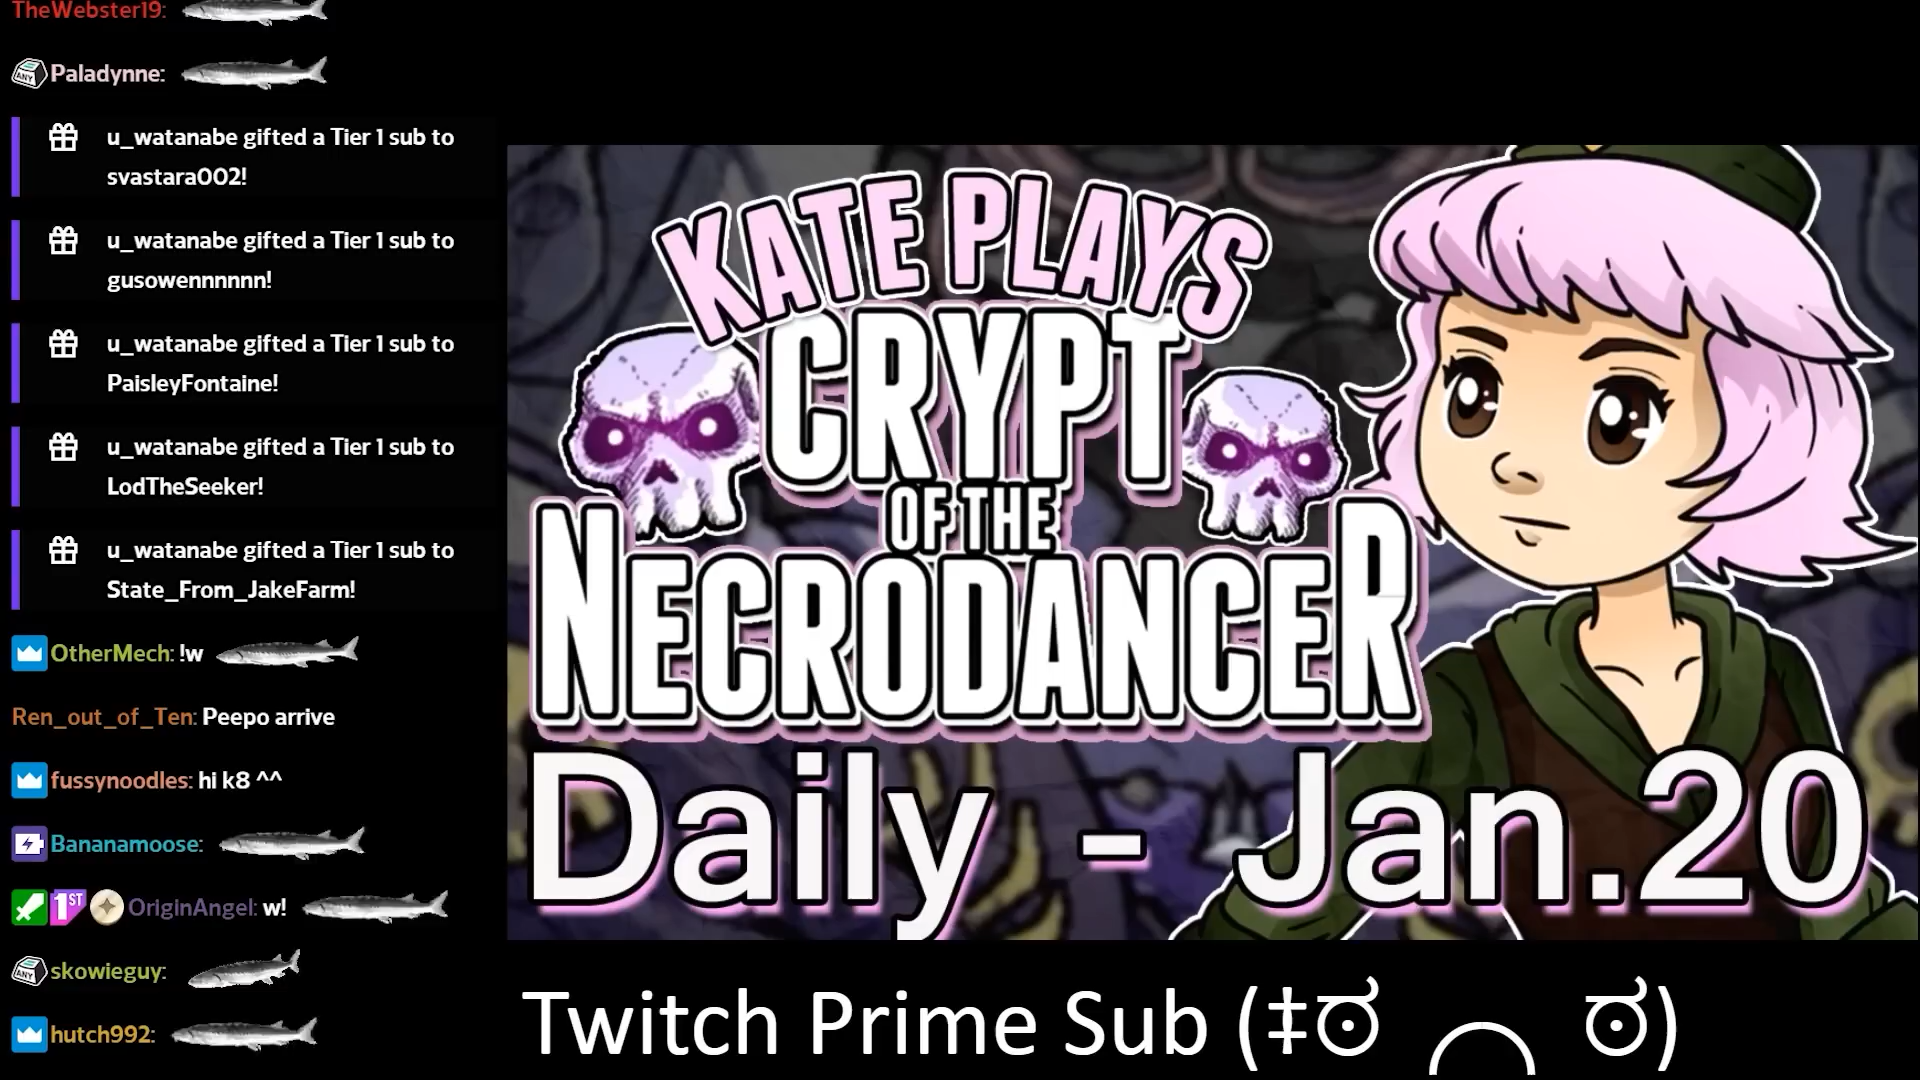 TheWebster19:
ANY Paladynne:
u_watanabe gifted a Tier 1 sub to
svastara002!
u_watanabe gifted a Tier 1 sub to
gusowennnnnn!
u_watanabe gifted a Tier 1 sub to
PaisleyFontaine!
u_watanabe gifted a Tier 1 sub to
LodTheSeeker!
u_watanabe gifted a Tier 1 sub to
State_From_JakeFarm!
OtherMech: !w
Ren_out_of_Ten: Peepo arrive
fussynoodles: hi k8 ^^
Bananamoose:
1ST OriginAngel: w!
ANY skowieguy:
hutch992:
KATE PLAYS
CRYPT
OF THE
NECRODANCER
Daily - Jan.20
Twitch Prime Sub (‡ಠ ╭╮ ಠ)